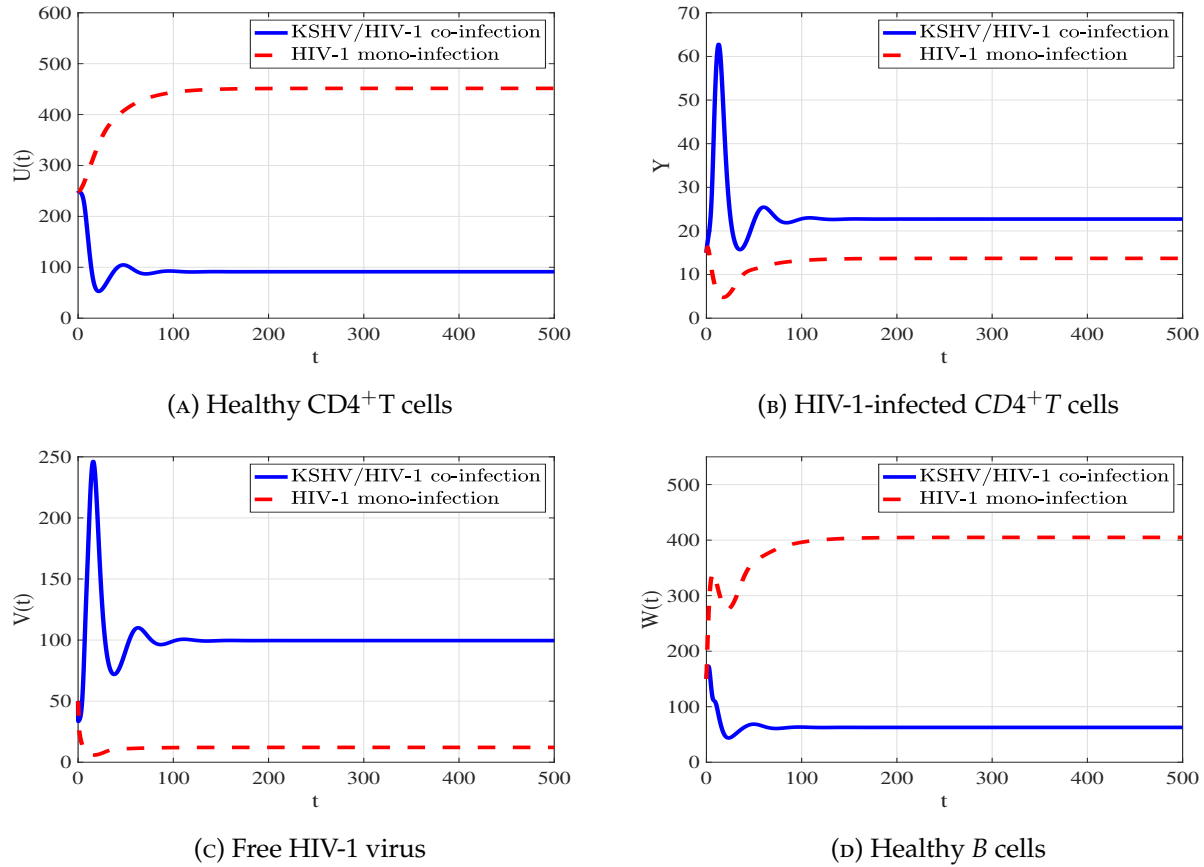 600
500
400
300
200
100
0
U(t)
0 100 200 300 400 500
t
KSHV/HIV-1 co-infection
HIV-1 mono-infection
(A) Healthy CD4+T cells
70
60
50
40
30
20
10
0
Y
0 100 200 300 400 500
t
KSHV/HIV-1 co-infection
HIV-1 mono-infection
(B) HIV-1-infected CD4+T cells
250
200
150
100
50
0
V(t)
0 100 200 300 400 500
t
KSHV/HIV-1 co-infection
HIV-1 mono-infection
(C) Free HIV-1 virus
500
400
300
200
100
0
W(t)
0 100 200 300 400 500
t
KSHV/HIV-1 co-infection
HIV-1 mono-infection
(D) Healthy B cells